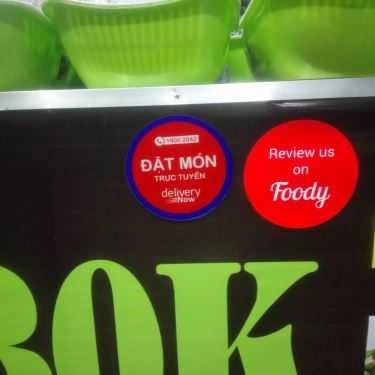 1900 2042
ĐẶT MÓN
TRỰC TUYẾN
delivery
Now
Review us
on
Foody
BOK